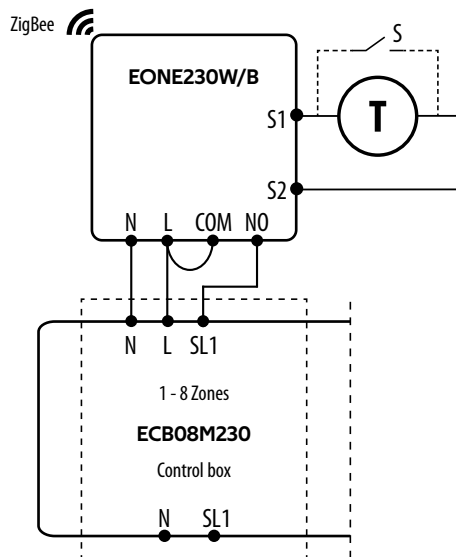 ZigBee
S
EONE230W/B
S1
T
S2
N L COM NO
N L SL1
1 - 8 Zones
ECB08M230
Control box
N SL1